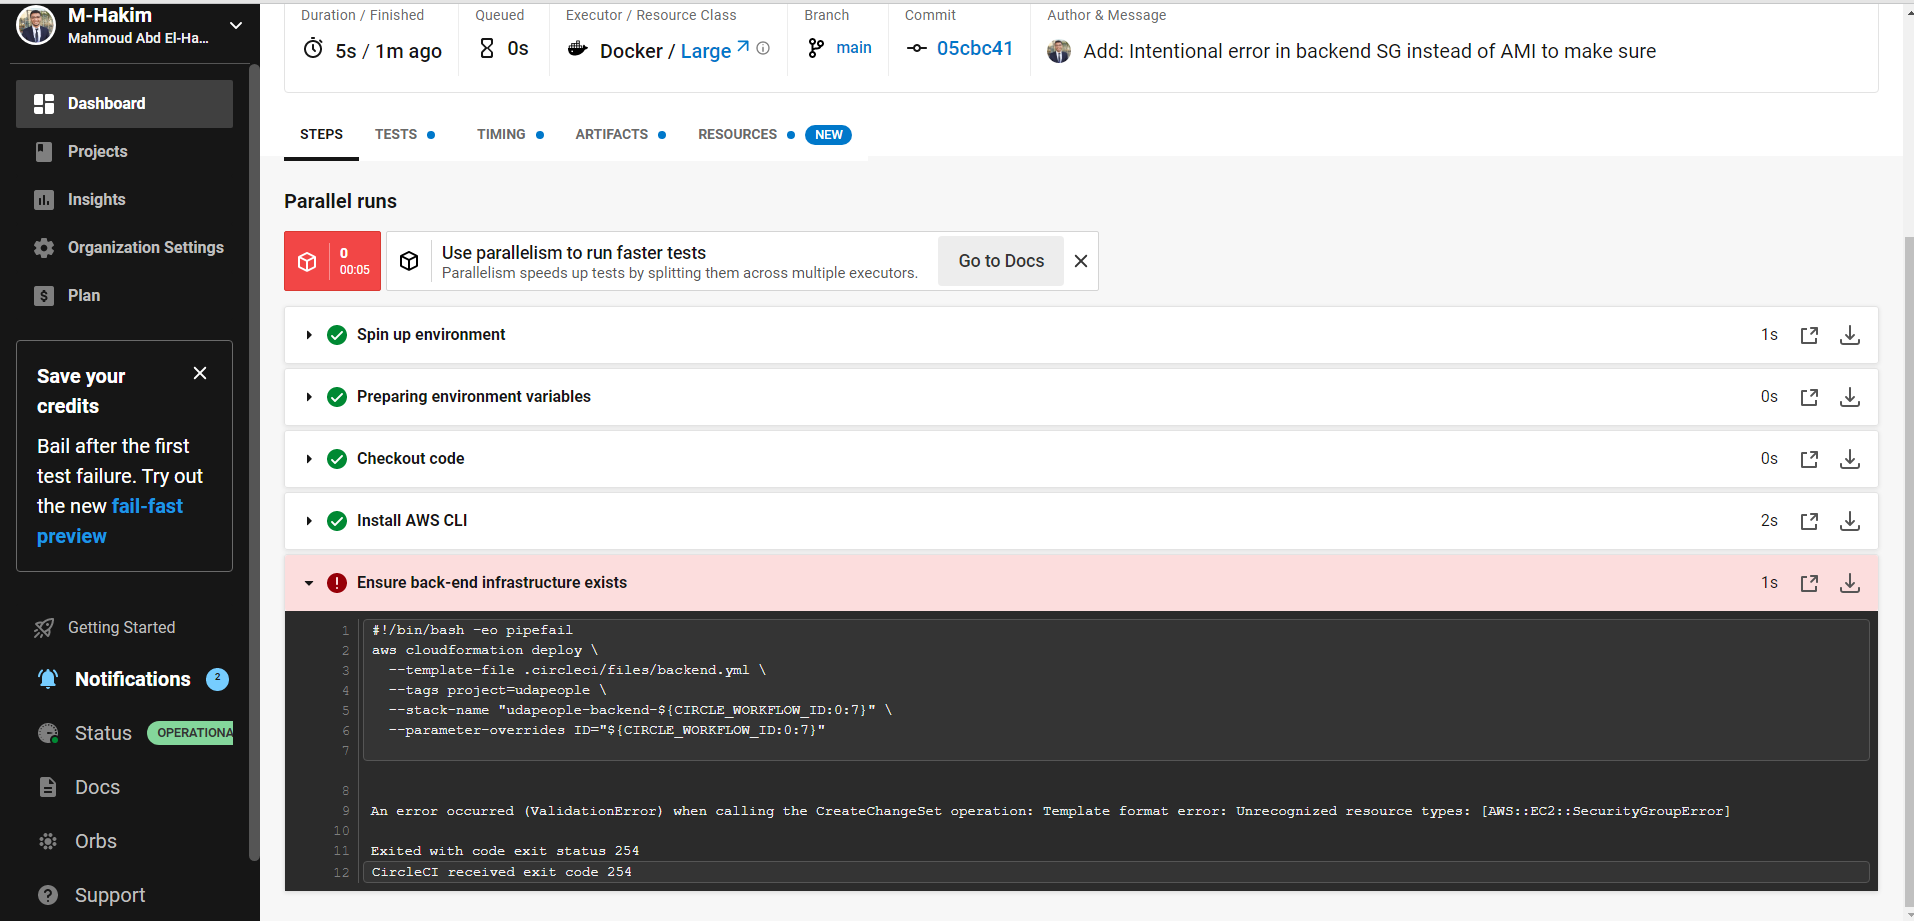 M-Hakim
Mahmoud Abd El-Ha...
Dashboard
Projects
Insights
Organization Settings
Plan
Save your
credits
Bail after the first
test failure. Try out
the new fail-fast
preview
Getting Started
Notifications 2
Status OPERATIONA
Docs
Orbs
Support
Duration / Finished
5s / 1m ago
Queued
0s
Executor / Resource Class
Docker / Large
Branch
main
Commit
05cbc41
Author & Message
Add: Intentional error in backend SG instead of AMI to make sure
STEPS TESTS TIMING ARTIFACTS RESOURCES NEW
Parallel runs
0
00:05
Use parallelism to run faster tests
Parallelism speeds up tests by splitting them across multiple executors.
Go to Docs
Spin up environment 1s
Preparing environment variables 0s
Checkout code 0s
Install AWS CLI 2s
Ensure back-end infrastructure exists 1s
1 #!/bin/bash -eo pipefail
2 aws cloudformation deploy \
3 --template-file .circleci/files/backend.yml \
4 --tags project=udapeople \
5 --stack-name "udapeople-backend-${CIRCLE_WORKFLOW_ID:0:7}" \
6 --parameter-overrides ID="${CIRCLE_WORKFLOW_ID:0:7}"
7
8
9 An error occurred (ValidationError) when calling the CreateChangeSet operation: Template format error: Unrecognized resource types: [AWS::EC2::SecurityGroupError]
10
11 Exited with code exit status 254
12 CircleCI received exit code 254